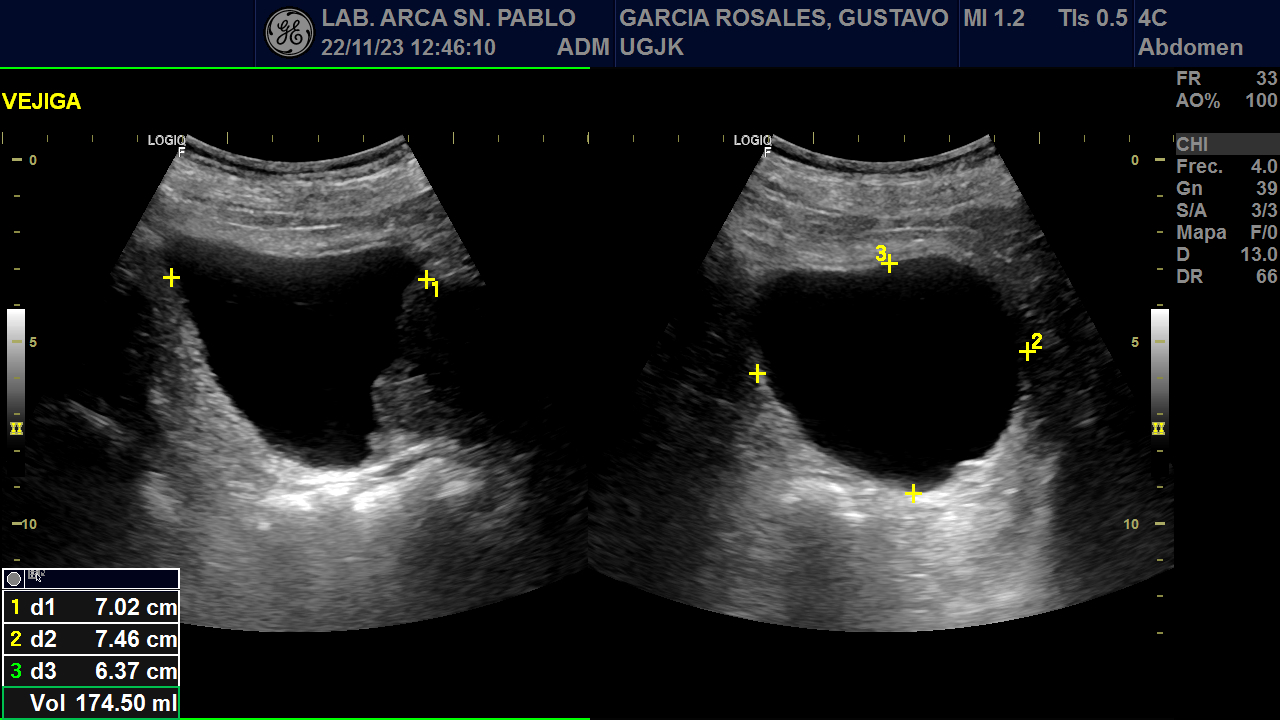 LAB. ARCA SN. PABLO
22/11/23 12:46:10 ADM
GARCIA ROSALES, GUSTAVO
UGJK
MI 1.2 TIs 0.5
4C
Abdomen
FR 33
AO% 100
CHI
Frec. 4.0
Gn 39
S/A 3/3
Mapa F/0
D 13.0
DR 66
VEJIGA
LOGIQ
F
0
5
10
1
LOGIQ
F
0
5
10
3
2
1 d1 7.02 cm
2 d2 7.46 cm
3 d3 6.37 cm
Vol 174.50 ml